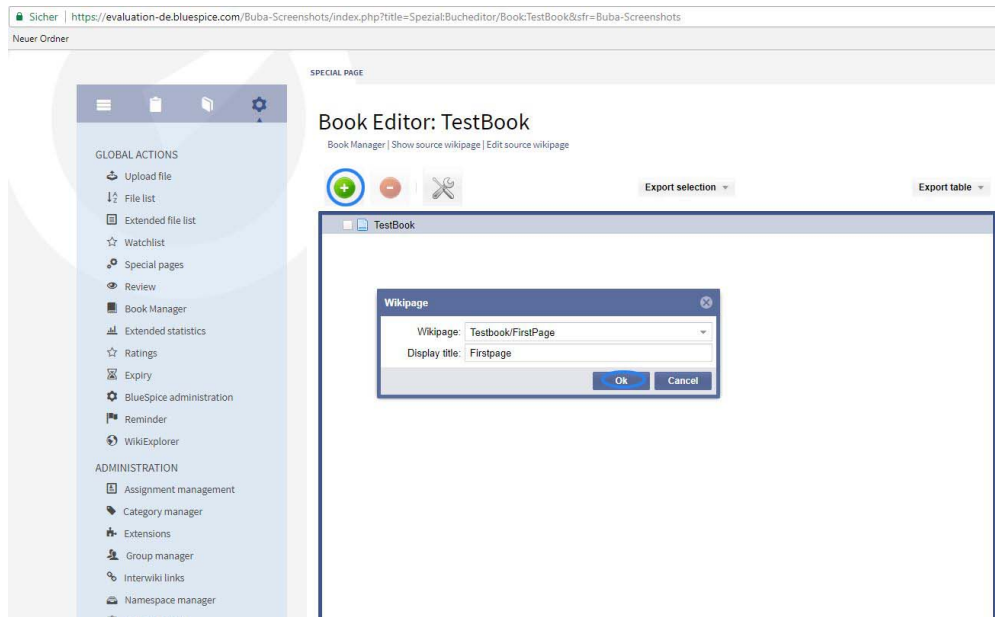 Sicher | https://evaluation-de.bluespice.com/Buba-Screenshots/index.php?title=Spezial:Bucheditor/Book:TestBook&sfr=Buba-Screenshots
Neuer Ordner
SPECIAL PAGE
Book Editor: TestBook
Book Manager | Show source wikipage | Edit source wikipage
GLOBAL ACTIONS
Upload file
File list
Extended file list
Watchlist
Special pages
Review
Book Manager
Extended statistics
Ratings
Expiry
BlueSpice administration
Reminder
WikiExplorer
ADMINISTRATION
Assignment management
Category manager
Extensions
Group manager
Interwiki links
Namespace manager
Export selection
Export table
TestBook
Wikipage
Wikipage: Testbook/FirstPage
Display title: Firstpage
Ok Cancel